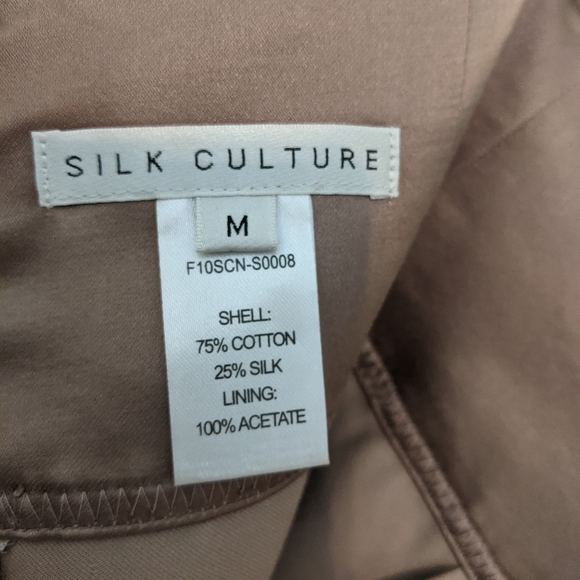 SILK CULTURE
M
F10SCN-S0008
SHELL:
75% COTTON
25% SILK
LINING:
100% ACETATE